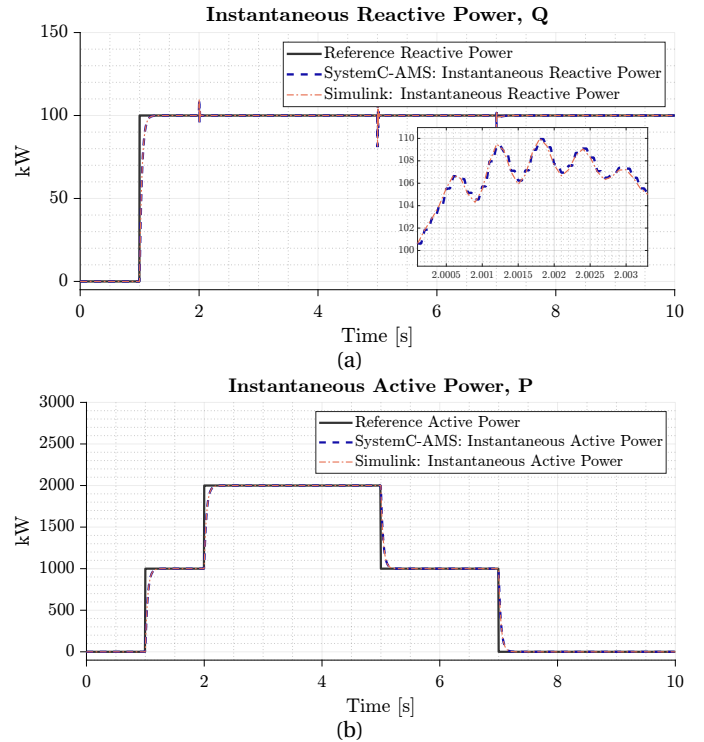 Instantaneous Reactive Power, Q
150
Reference Reactive Power
SystemC-AMS: Instantaneous Reactive Power
Simulink: Instantaneous Reactive Power
100
kW
50
0
110
108
106
104
102
100
2.0005 2.001 2.0015 2.002 2.0025 2.003
0 2 4 6 8 10
Time [s]
(a)
Instantaneous Active Power, P
3000
Reference Active Power
SystemC-AMS: Instantaneous Active Power
Simulink: Instantaneous Active Power
2500
2000
kW
1500
1000
500
0
0 2 4 6 8 10
Time [s]
(b)